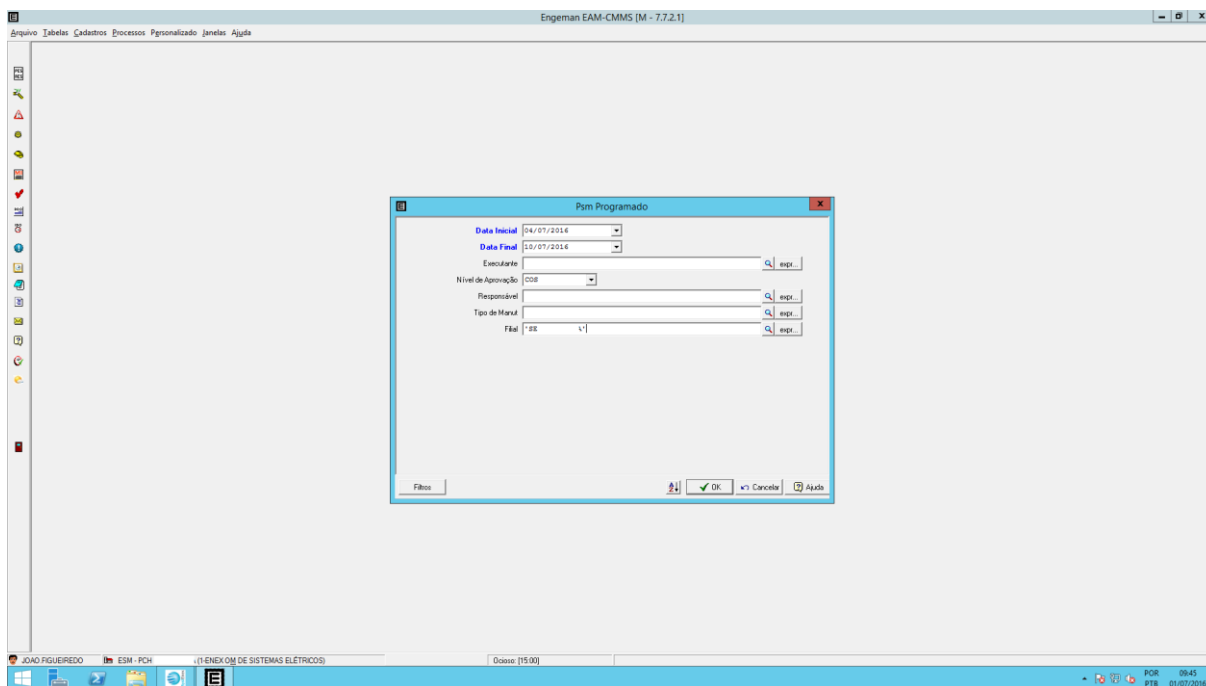 Engeman EAM-CMMS [M - 7.7.2.1]
Arquivo Tabelas Cadastros Processos Personalizado Janelas Ajuda
Psm Programado
Data Inicial 04/07/2016
Data Final 10/07/2016
Executante expr...
Nível de Aprovação COS
Responsável expr...
Tipo de Manut expr...
Filial expr...
Filtros OK Cancelar Ajuda
JOAO.FIGUEIREDO ESM - PCH (1-ENEX OM DE SISTEMAS ELÉTRICOS) Ocioso: [15:00]
POR 09:45
PTB 01/07/2016